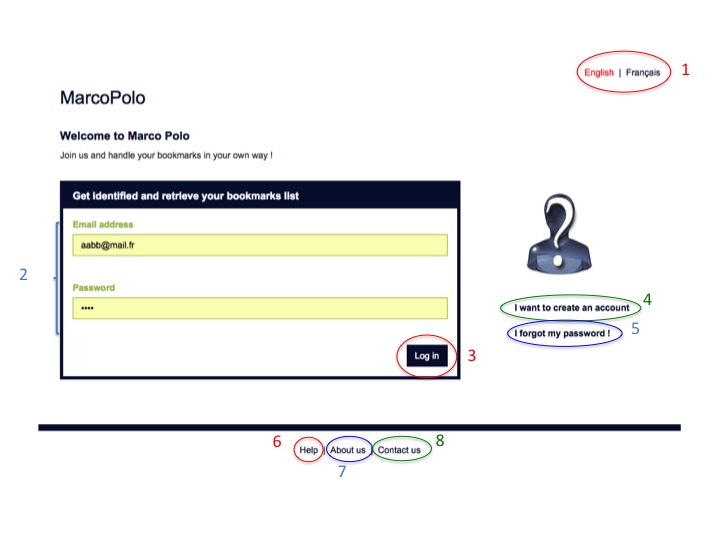 English | Français 1
MarcoPolo
Welcome to Marco Polo
Join us and handle your bookmarks in your own way !
Get identified and retrieve your bookmarks list
Email address
aabb@mail.fr
2
Password
••••
Log in 3
I want to create an account 4
I forgot my password ! 5
6 Help | About us | Contact us 8
7